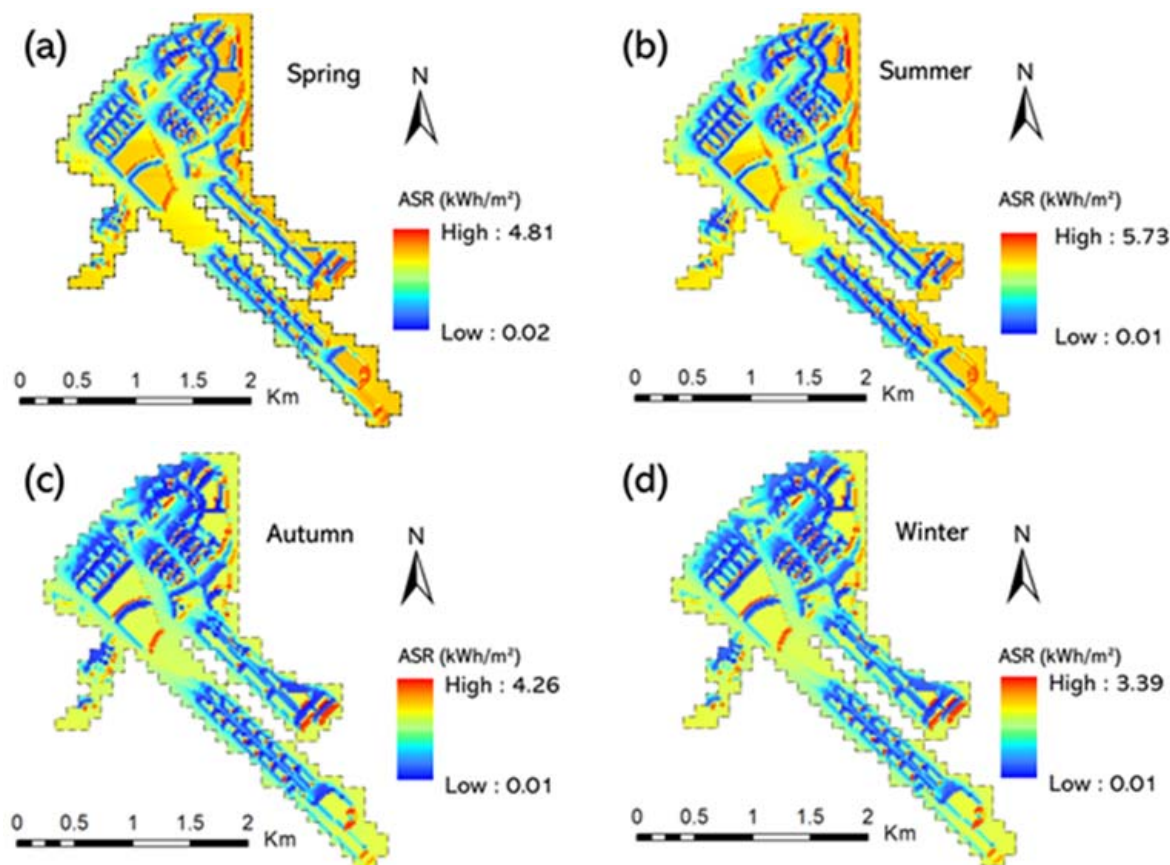 (a)
Spring
N
ASR (kWh/m²)
High : 4.81
Low : 0.02
0 0.5 1 1.5 2
Km
(b)
Summer
N
ASR (kWh/m²)
High : 5.73
Low : 0.01
0 0.5 1 1.5 2
Km
(c)
Autumn
N
ASR (kWh/m²)
High : 4.26
Low : 0.01
0 0.5 1 1.5 2
Km
(d)
Winter
N
ASR (kWh/m²)
High : 3.39
Low : 0.01
0 0.5 1 1.5 2
Km